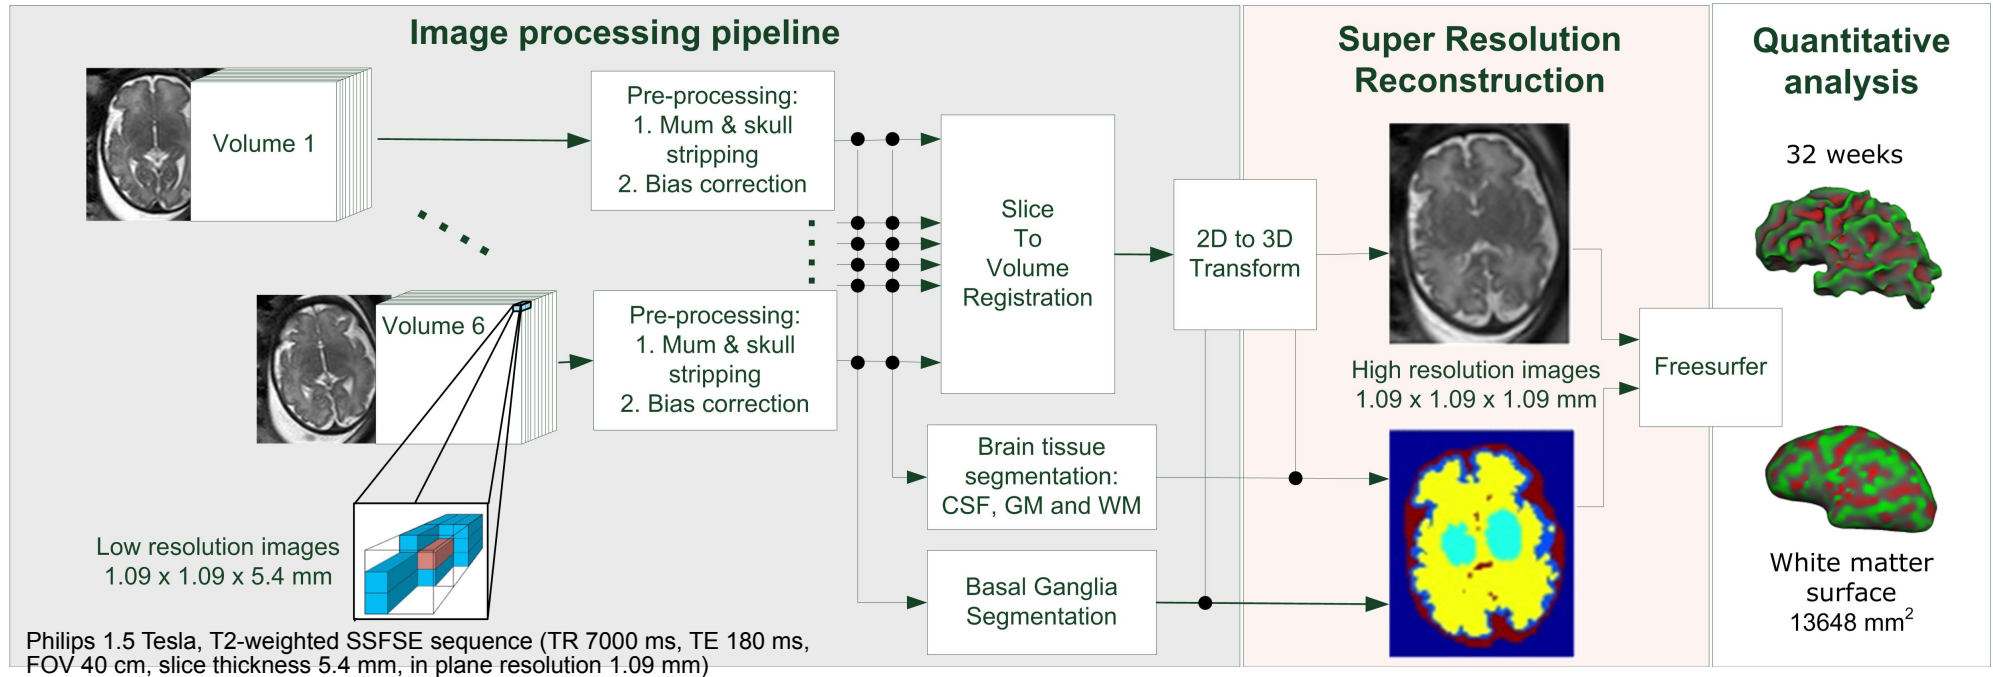 Image processing pipeline
Volume 1
Pre-processing:
1. Mum & skull
stripping
2. Bias correction
Volume 6
Pre-processing:
1. Mum & skull
stripping
2. Bias correction
Low resolution images
1.09 x 1.09 x 5.4 mm
Philips 1.5 Tesla, T2-weighted SSFSE sequence (TR 7000 ms, TE 180 ms,
FOV 40 cm, slice thickness 5.4 mm, in plane resolution 1.09 mm)
Slice
To
Volume
Registration
Brain tissue
segmentation:
CSF, GM and WM
Basal Ganglia
Segmentation
2D to 3D
Transform
Super Resolution
Reconstruction
High resolution images
1.09 x 1.09 x 1.09 mm
Freesurfer
Quantitative
analysis
32 weeks
White matter
surface
13648 mm²